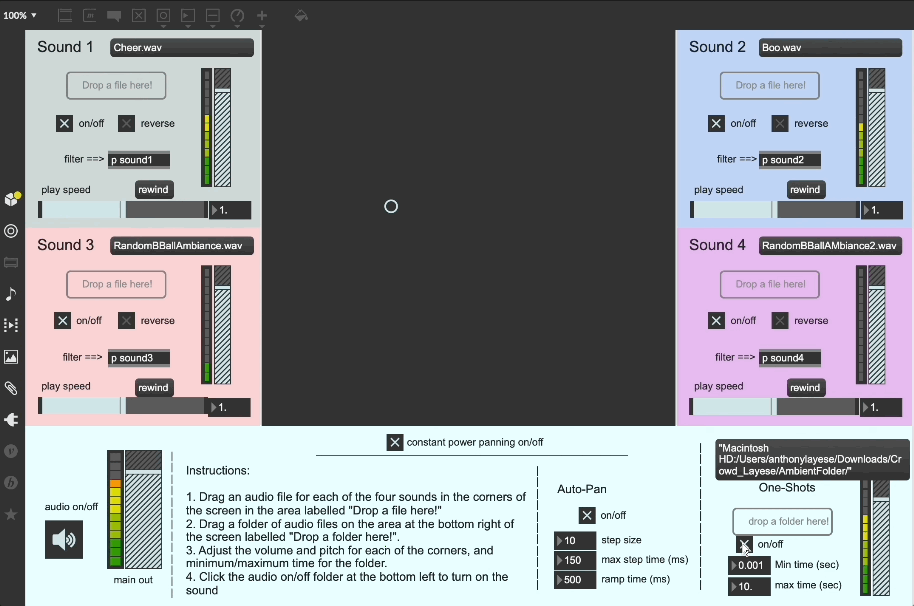 100%
Sound 1
Cheer.wav
Drop a file here!
on/off
reverse
filter ==>
p sound1
play speed
rewind
1.
Sound 2
Boo.wav
Drop a file here!
on/off
reverse
filter ==>
p sound2
play speed
rewind
1.
Sound 3
RandomBBallAmbiance.wav
Drop a file here!
on/off
reverse
filter ==>
p sound3
play speed
rewind
1.
Sound 4
RandomBBallAMbiance2.wav
Drop a file here!
on/off
reverse
filter ==>
p sound4
play speed
rewind
1.
constant power panning on/off
audio on/off
main out
Instructions:
1. Drag an audio file for each of the four sounds in the corners of
the screen in the area labelled "Drop a file here!"
2. Drag a folder of audio files on the area at the bottom right of
the screen labelled "Drop a folder here!".
3. Adjust the volume and pitch for each of the corners, and
minimum/maximum time for the folder.
4. Click the audio on/off folder at the bottom left to turn on the
sound
Auto-Pan
on/off
10
step size
150
max step time (ms)
500
ramp time (ms)
"Macintosh
HD:/Users/anthonylayese/Downloads/Cr
owd_Layese/AmbientFolder/"
One-Shots
drop a folder here!
on/off
0.001
Min time (sec)
10.
max time (sec)